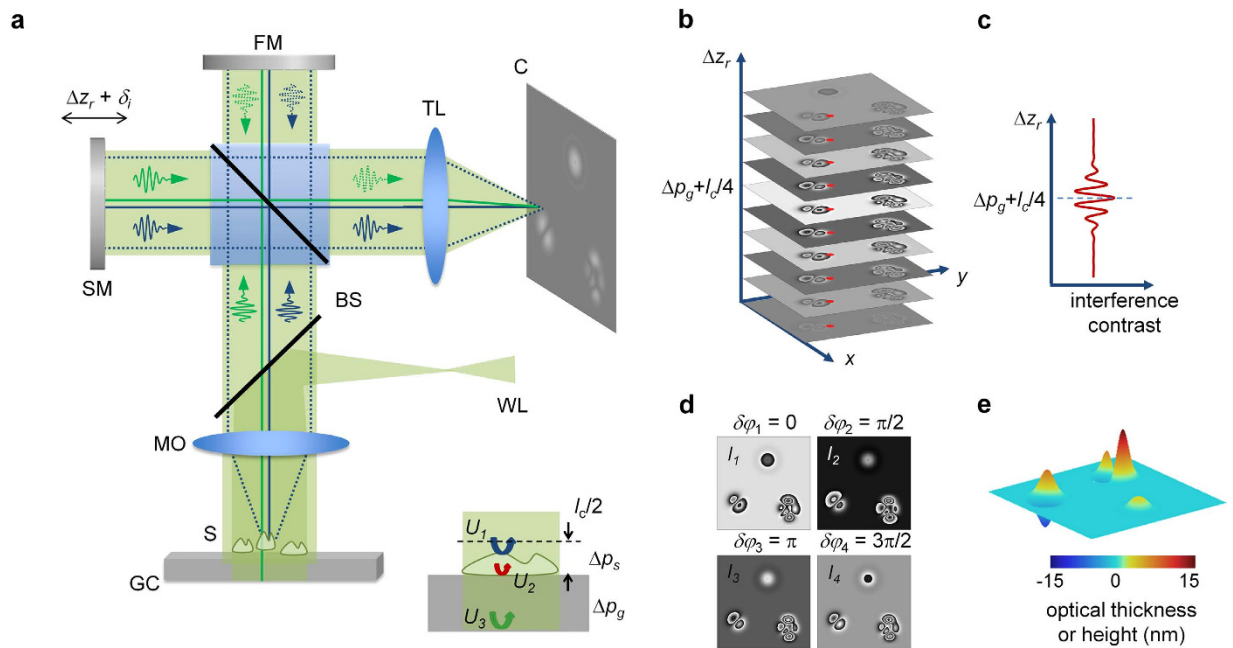 a
FM
Δz_r + δ_i
C
TL
SM
BS
WL
MO
S
GC
l_c/2
U_1
Δp_s
U_2
Δp_g
U_3
b
Δz_r
Δp_g+l_c/4
y
x
c
Δz_r
Δp_g+l_c/4
interference
contrast
d
δφ_1 = 0
δφ_2 = π/2
I_1
I_2
δφ_3 = π
δφ_4 = 3π/2
I_3
I_4
e
-15
0
15
optical thickness
or height (nm)